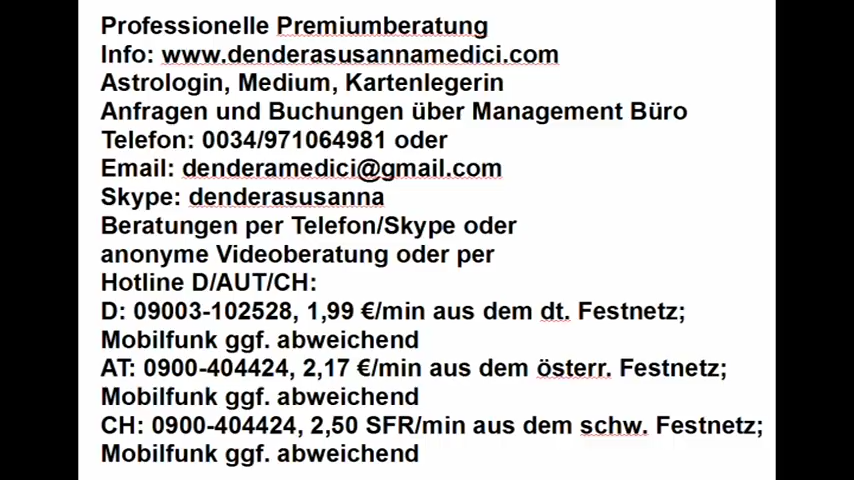 Professionelle Premiumberatung
Info: www.denderasusannamedici.com
Astrologin, Medium, Kartenlegerin
Anfragen und Buchungen über Management Büro
Telefon: 0034/971064981 oder
Email: denderamedici@gmail.com
Skype: denderasusanna
Beratungen per Telefon/Skype oder
anonyme Videoberatung oder per
Hotline D/AUT/CH:
D: 09003-102528, 1,99 €/min aus dem dt. Festnetz;
Mobilfunk ggf. abweichend
AT: 0900-404424, 2,17 €/min aus dem österr. Festnetz;
Mobilfunk ggf. abweichend
CH: 0900-404424, 2,50 SFR/min aus dem schw. Festnetz;
Mobilfunk ggf. abweichend